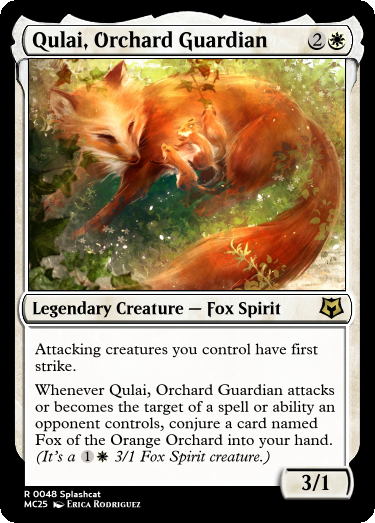 Qulai, Orchard Guardian 2
Legendary Creature — Fox Spirit
Attacking creatures you control have first
strike.
Whenever Qulai, Orchard Guardian attacks
or becomes the target of a spell or ability an
opponent controls, conjure a card named
Fox of the Orange Orchard into your hand.
(It's a 1 3/1 Fox Spirit creature.)
3/1
R 0048 Splashcat
MC25 Erica Rodriguez